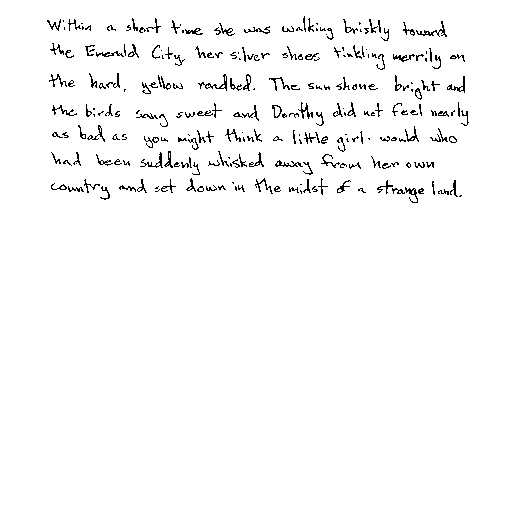 Within a short time she was walking briskly toward
the Emerald City, her silver shoes tinkling merrily on
the hard, yellow roadbed. The sun shone bright and
the birds sang sweet and Dorothy did not feel nearly
as bad as you might think a little girl. would who
had been suddenly whisked away from her own
country and set down in the midst of a strange land.